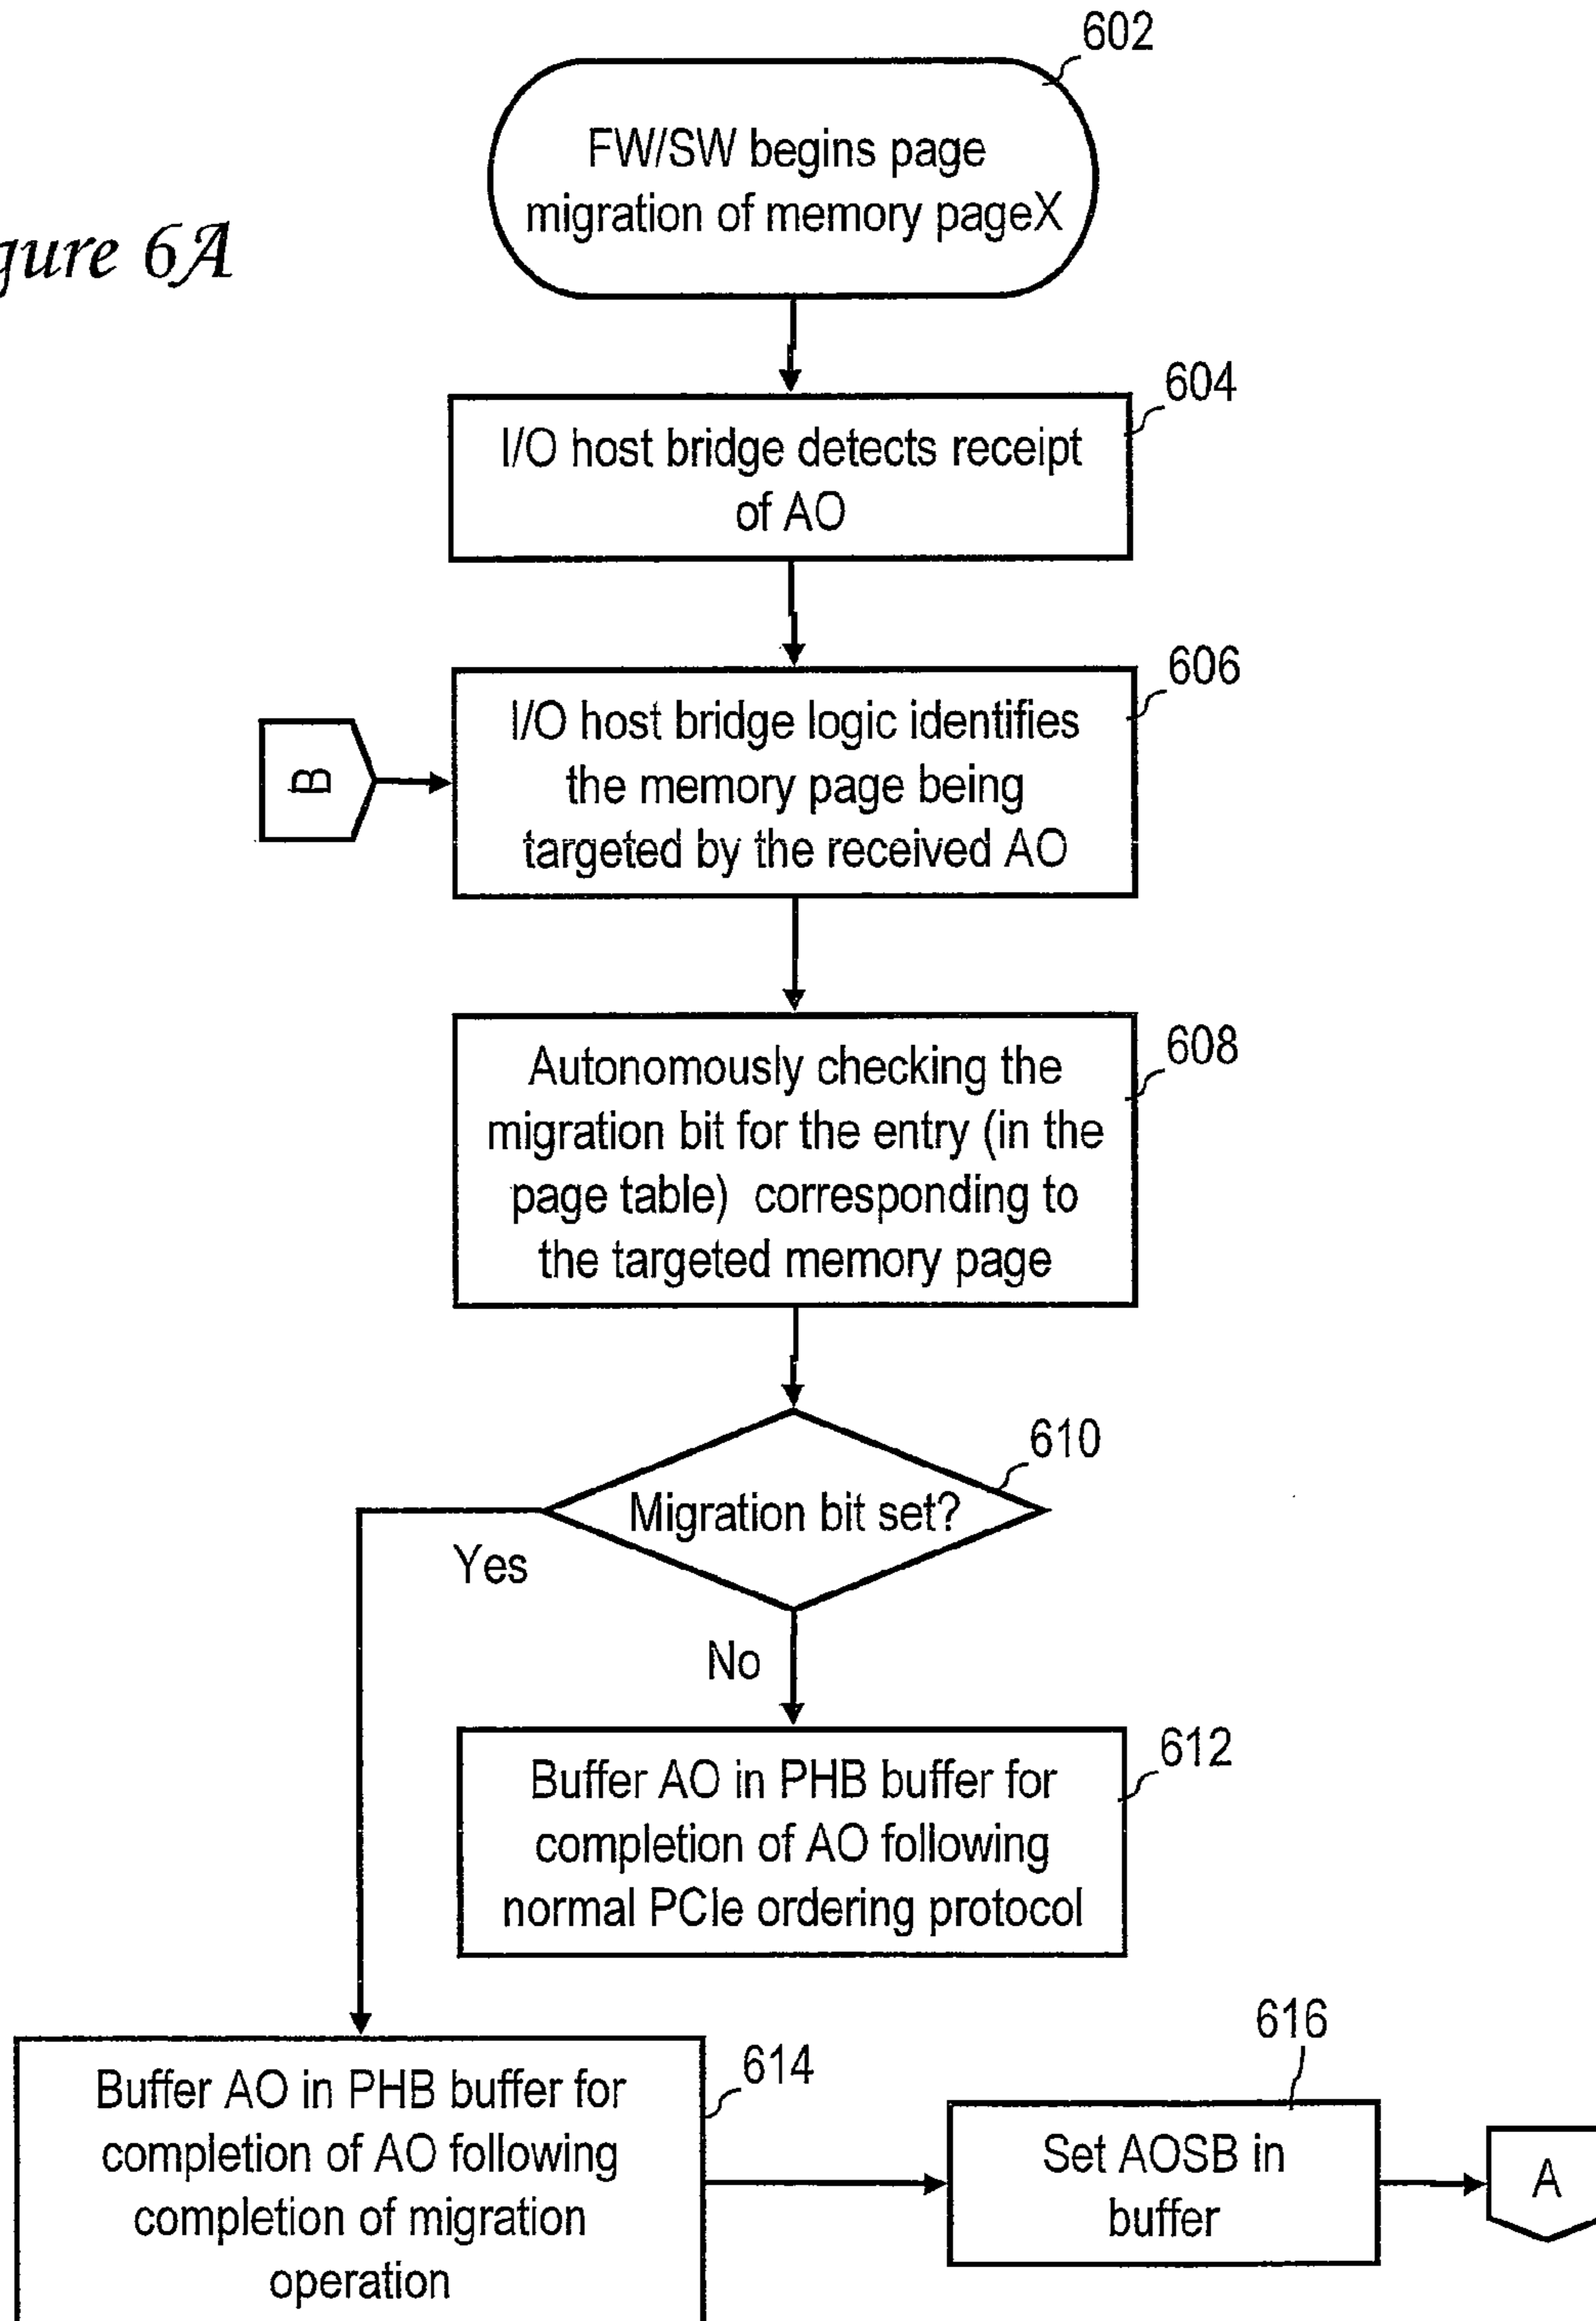 602
FW/SW begins page
migration of memory pageX
gure 6A
604
I/O host bridge detects receipt
of AO
606
I/O host bridge logic identifies
the memory page being
targeted by the received AO
B
608
Autonomously checking the
migration bit for the entry (in the
page table) corresponding to
the targeted memory page
610
Migration bit set?
Yes
No
612
Buffer AO in PHB buffer for
completion of AO following
normal PCIe ordering protocol
614
Buffer AO in PHB buffer for
completion of AO following
completion of migration
operation
616
Set AOSB in
buffer
A